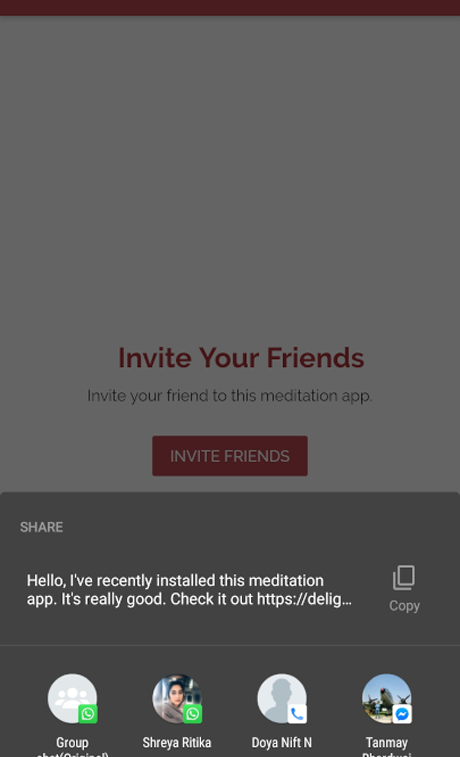 Invite Your Friends
Invite your friend to this meditation app.
INVITE FRIENDS
SHARE
Hello, I've recently installed this meditation
app. It's really good. Check it out https://delig...
Copy
Group
chat(Original)
Shreya Ritika
Doya Nift N
Tanmay
Bhardwaj